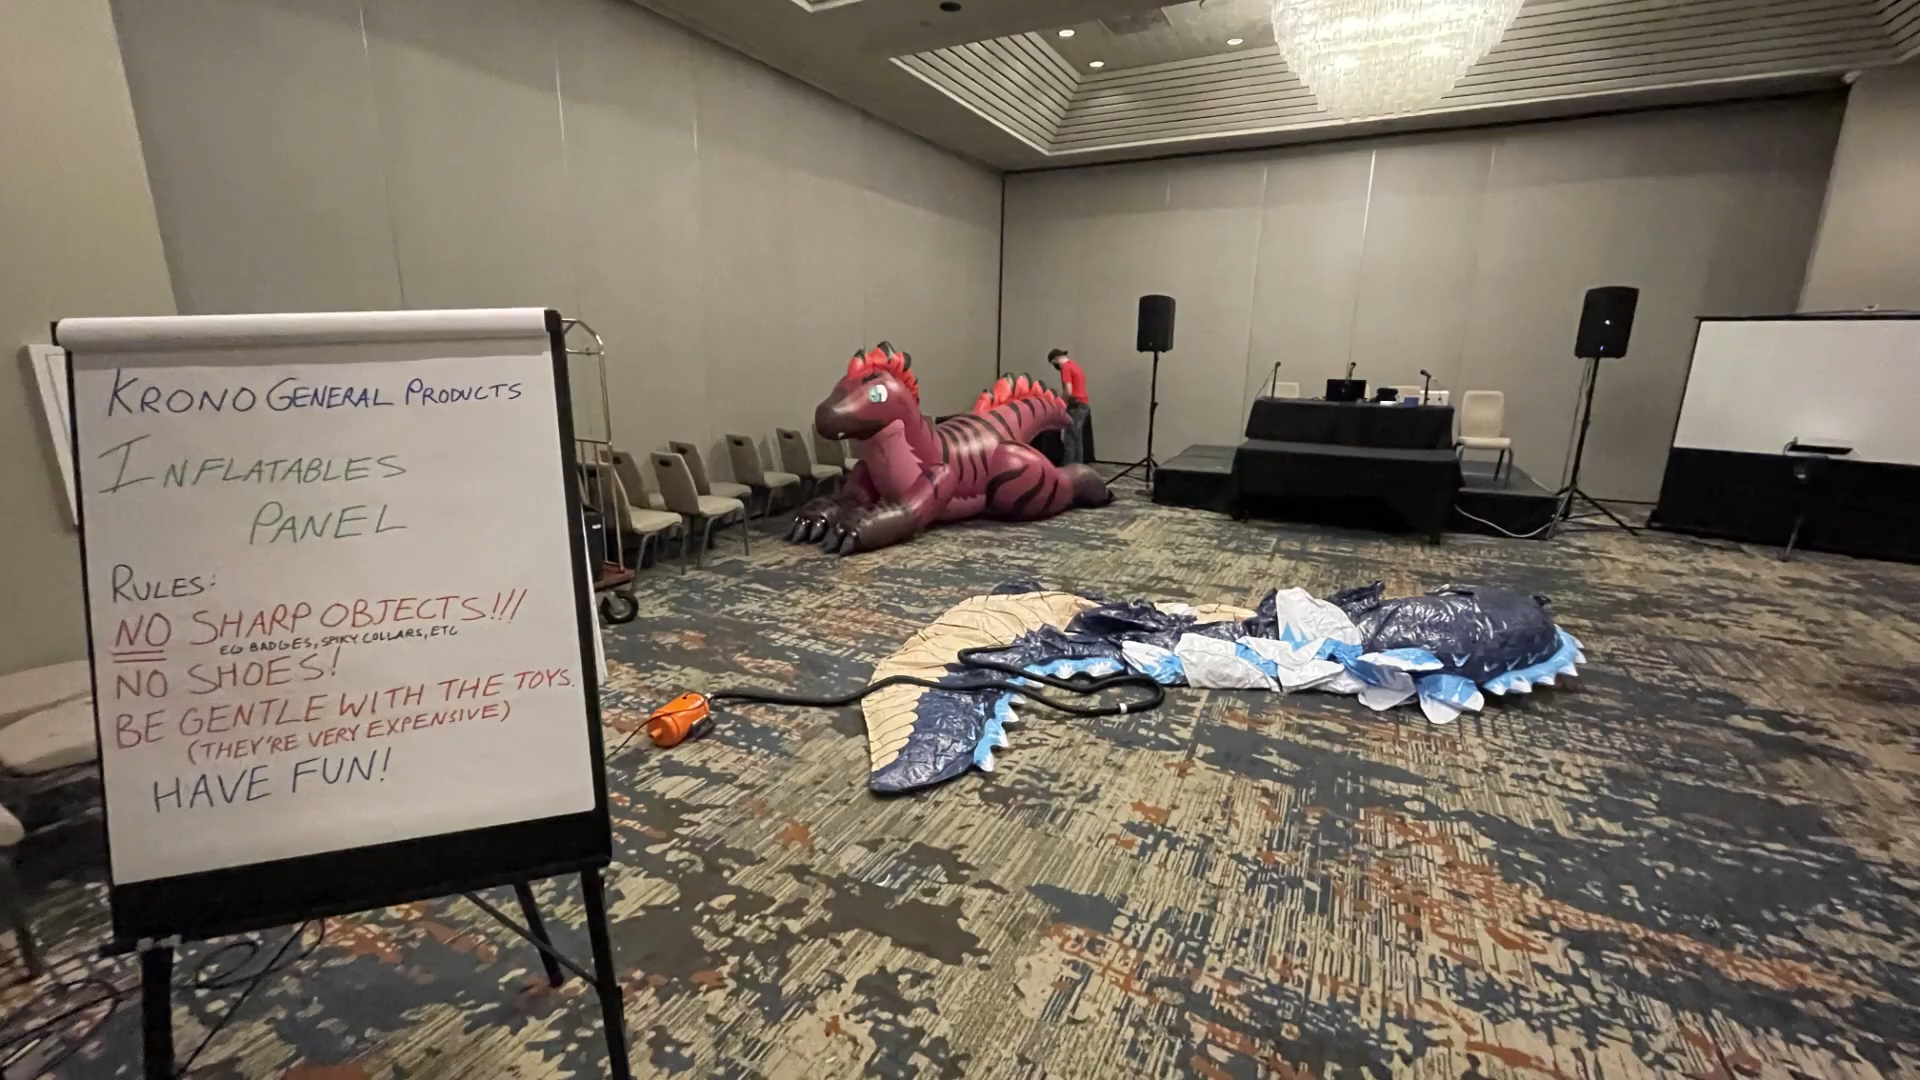 KRONO GENERAL PRODUCTS
INFLATABLES
PANEL
RULES:
NO SHARP OBJECTS!!!
EG BADGES, SPIKY COLLARS, ETC
NO SHOES!
BE GENTLE WITH THE TOYS.
(THEY'RE VERY EXPENSIVE)
HAVE FUN!